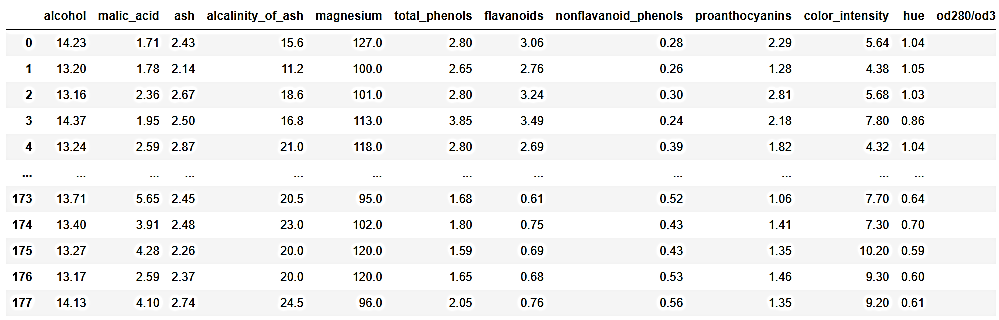 alcohol malic_acid ash alcalinity_of_ash magnesium total_phenols flavanoids nonflavanoid_phenols proanthocyanins color_intensity hue od280/od3
0 14.23 1.71 2.43 15.6 127.0 2.80 3.06 0.28 2.29 5.64 1.04
1 13.20 1.78 2.14 11.2 100.0 2.65 2.76 0.26 1.28 4.38 1.05
2 13.16 2.36 2.67 18.6 101.0 2.80 3.24 0.30 2.81 5.68 1.03
3 14.37 1.95 2.50 16.8 113.0 3.85 3.49 0.24 2.18 7.80 0.86
4 13.24 2.59 2.87 21.0 118.0 2.80 2.69 0.39 1.82 4.32 1.04
... ... ... ... ... ... ... ... ... ... ... ...
173 13.71 5.65 2.45 20.5 95.0 1.68 0.61 0.52 1.06 7.70 0.64
174 13.40 3.91 2.48 23.0 102.0 1.80 0.75 0.43 1.41 7.30 0.70
175 13.27 4.28 2.26 20.0 120.0 1.59 0.69 0.43 1.35 10.20 0.59
176 13.17 2.59 2.37 20.0 120.0 1.65 0.68 0.53 1.46 9.30 0.60
177 14.13 4.10 2.74 24.5 96.0 2.05 0.76 0.56 1.35 9.20 0.61